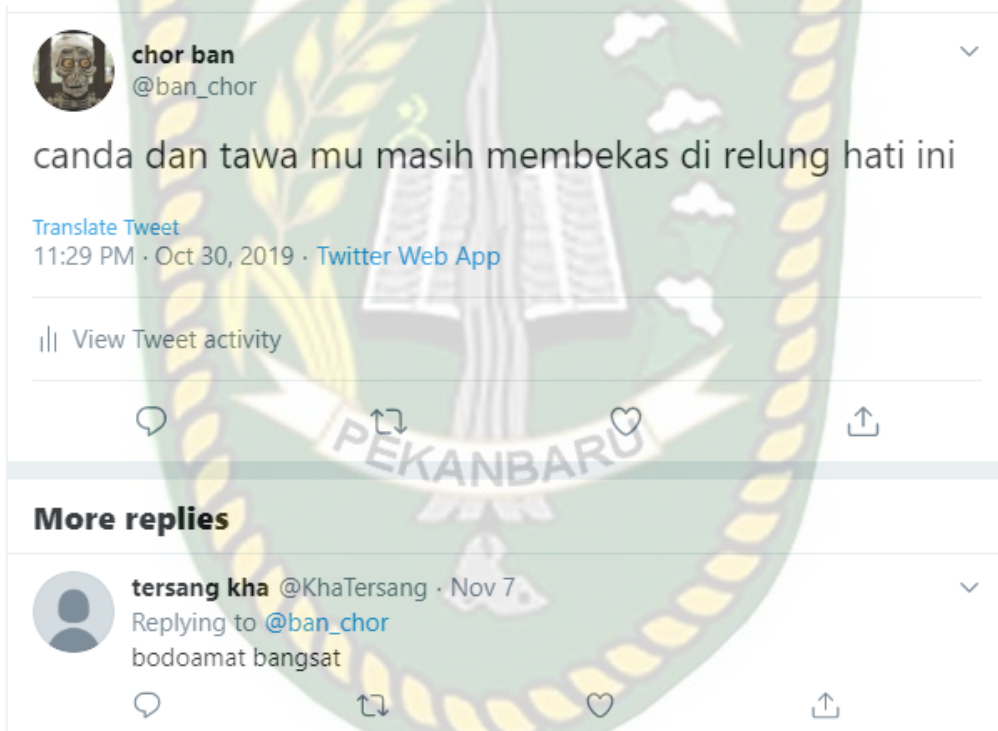 chor ban
@ban_chor
canda dan tawa mu masih membekas di relung hati ini
Translate Tweet
11:29 PM · Oct 30, 2019 · Twitter Web App
View Tweet activity
PEKANBARU
More replies
tersang kha @KhaTersang · Nov 7
Replying to @ban_chor
bodoamat bangsat